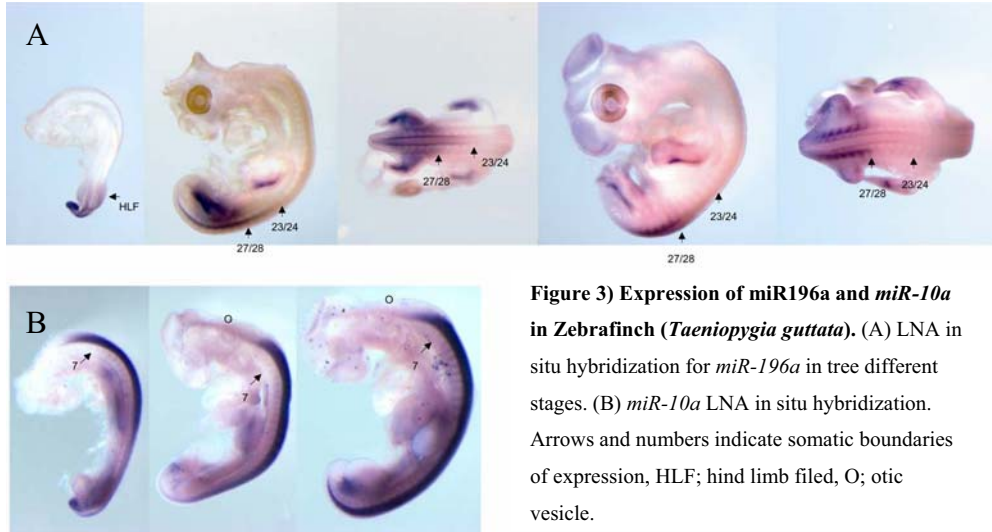 A
HLF
27/28
23/24
27/28
23/24
27/28
23/24
27/28
23/24
B
7
O
7
O
7
Figure 3) Expression of miR196a and miR-10a
in Zebrafinch (Taeniopygia guttata). (A) LNA in
situ hybridization for miR-196a in tree different
stages. (B) miR-10a LNA in situ hybridization.
Arrows and numbers indicate somatic boundaries
of expression, HLF; hind limb filed, O; otic
vesicle.